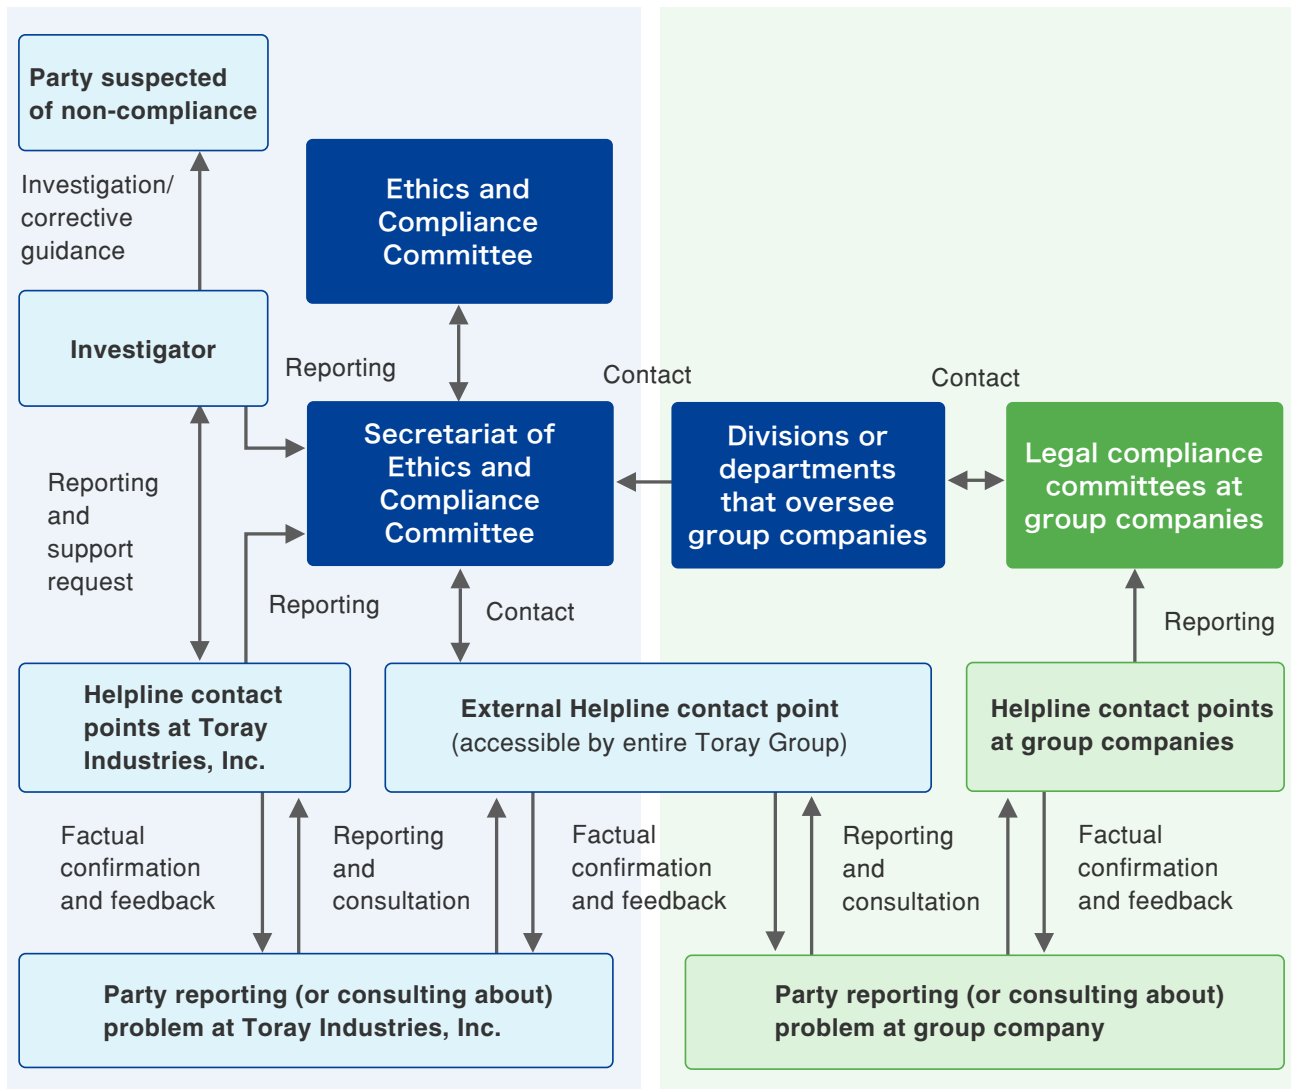 Party suspected
of non-compliance
Investigation/
corrective
guidance
Ethics and
Compliance
Committee
Investigator
Reporting
Contact
Contact
Secretariat of
Ethics and
Compliance
Committee
Divisions or
departments
that oversee
group companies
Legal compliance
committees at
group companies
Reporting
and
support
request
Reporting
Contact
Reporting
Helpline contact
points at Toray
Industries, Inc.
External Helpline contact point
(accessible by entire Toray Group)
Helpline contact points
at group companies
Factual
confirmation
and feedback
Reporting
and
consultation
Factual
confirmation
and feedback
Reporting
and
consultation
Factual
confirmation
and feedback
Party reporting (or consulting about)
problem at Toray Industries, Inc.
Party reporting (or consulting about)
problem at group company